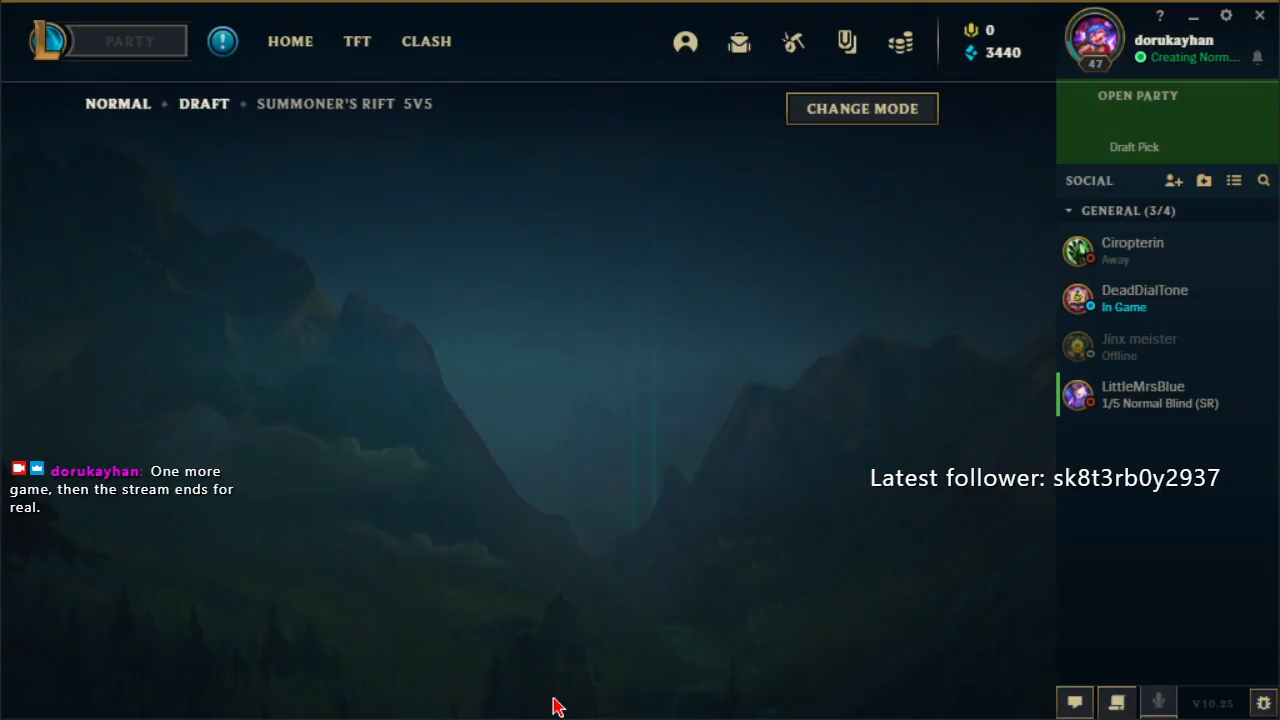 PARTY
HOME
TFT
CLASH
0
3440
?
dorukayhan
47
Creating Norm...
NORMAL • DRAFT • SUMMONER'S RIFT 5V5
CHANGE MODE
OPEN PARTY
Draft Pick
SOCIAL
GENERAL (3/4)
Ciropterin
Away
DeadDialTone
In Game
Jinx meister
Offline
LittleMrsBlue
1/5 Normal Blind (SR)
dorukayhan: One more
game, then the stream ends for
real.
Latest follower: sk8t3rb0y2937
V10.25